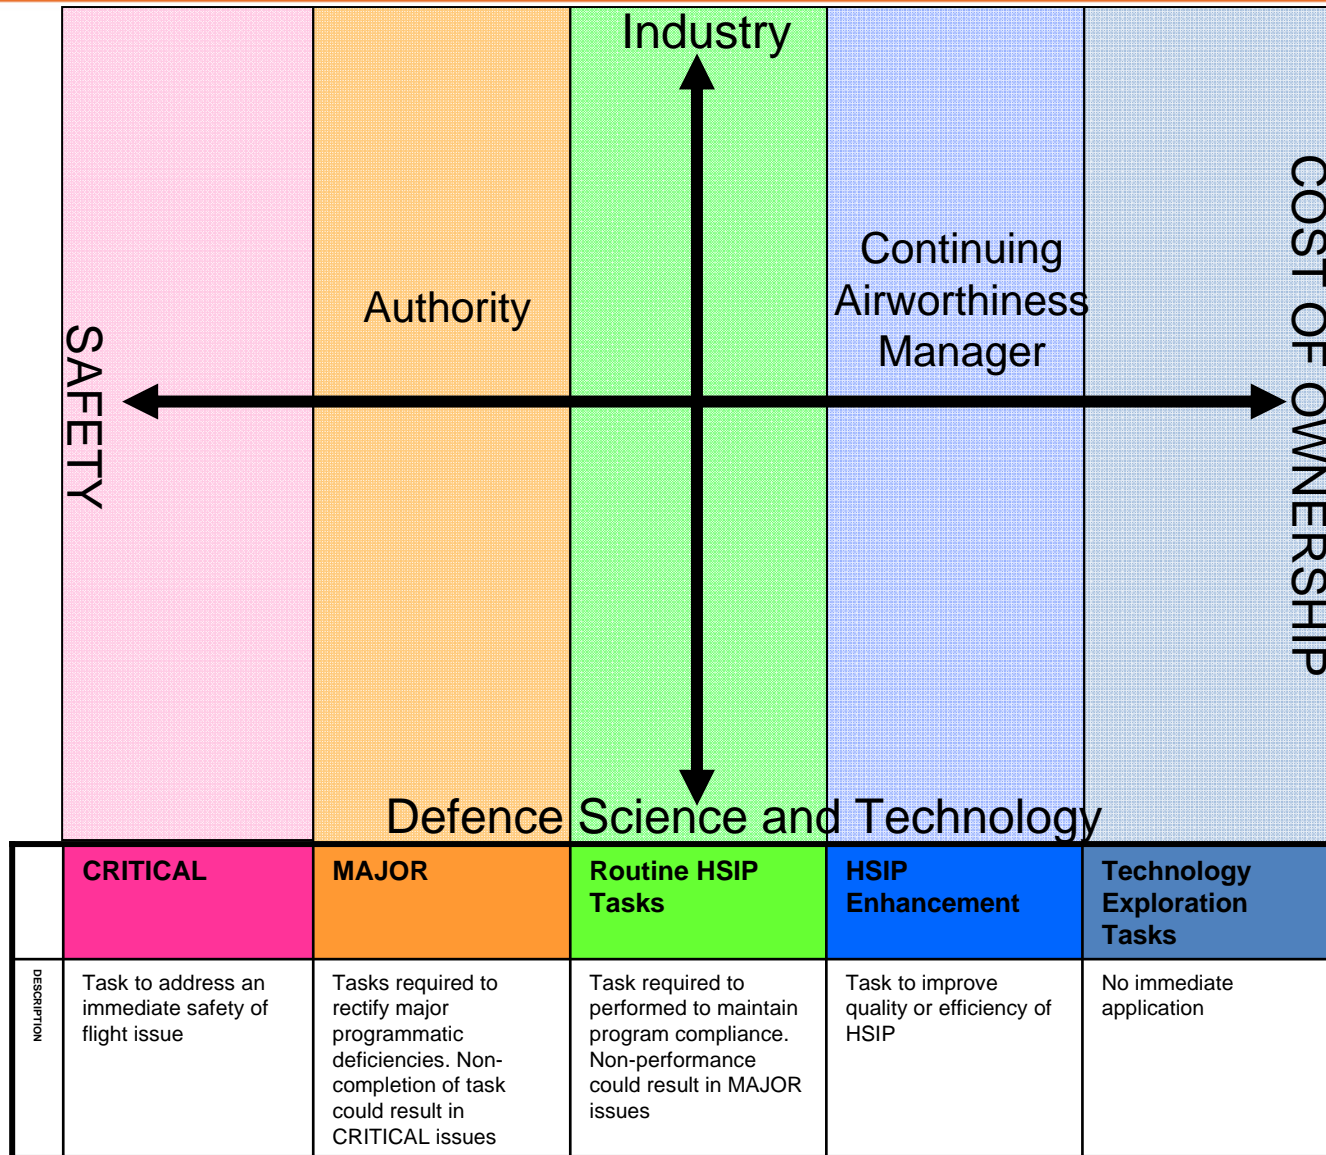 Industry
Authority
Continuing
Airworthiness
Manager
SAFETY
COST OF OWNERSHIP
Defence Science and Technology
CRITICAL
MAJOR
Routine HSIP
Tasks
HSIP
Enhancement
Technology
Exploration
Tasks
DESCRIPTION
Task to address an
immediate safety of
flight issue
Tasks required to
rectify major
programmatic
deficiencies. Non-
completion of task
could result in
CRITICAL issues
Task required to
performed to maintain
program compliance.
Non-performance
could result in MAJOR
issues
Task to improve
quality or efficiency of
HSIP
No immediate
application